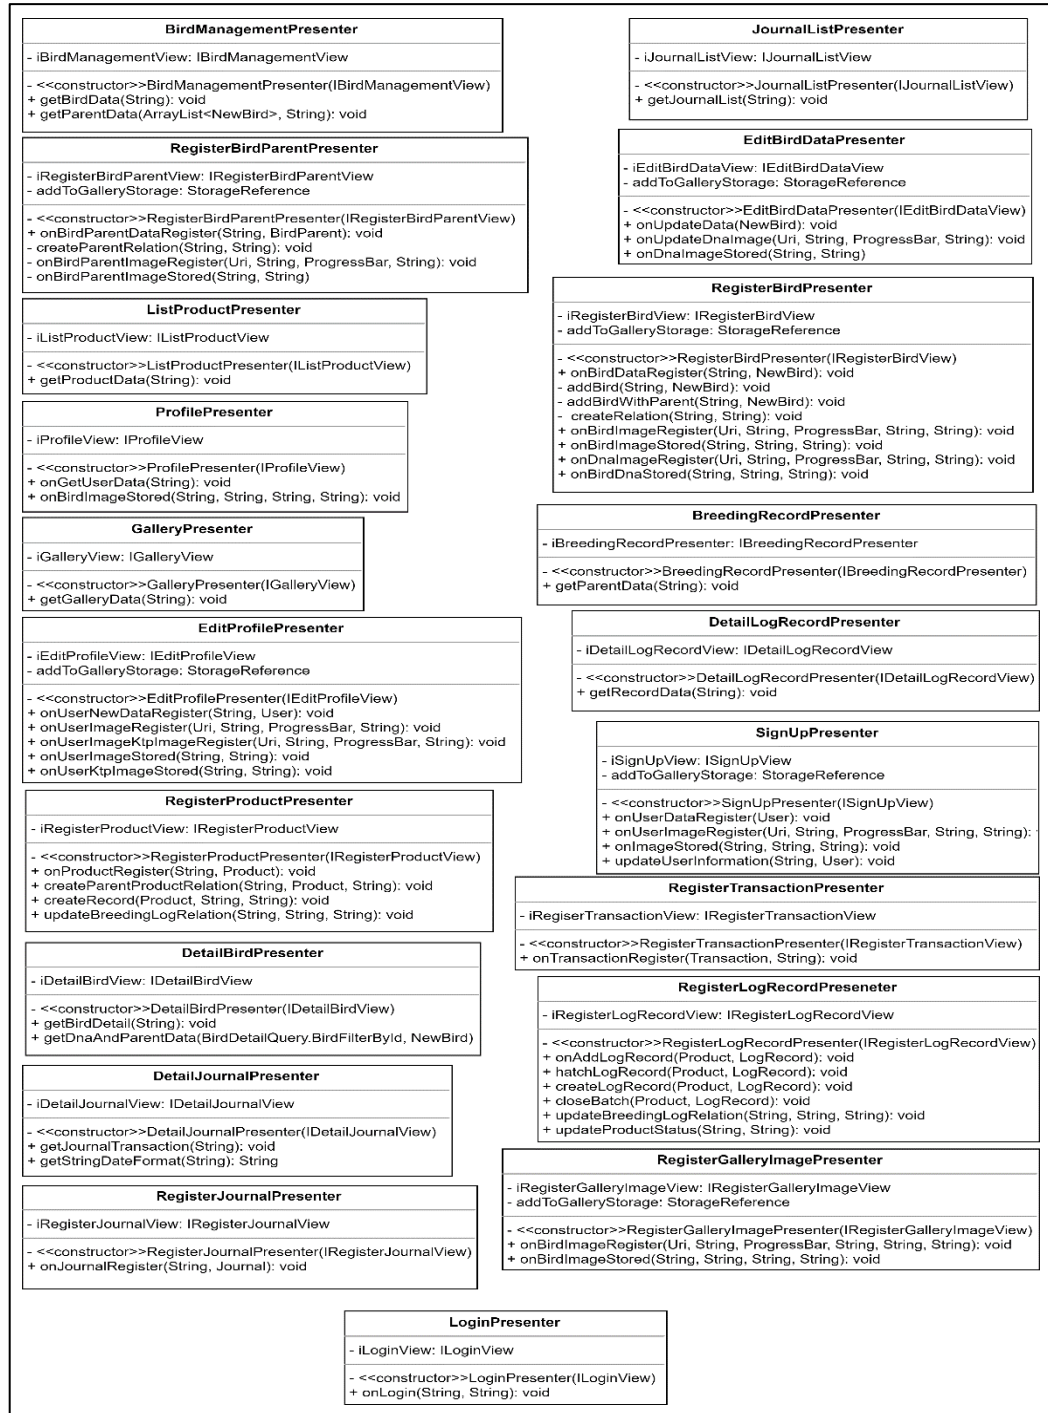 BirdManagementPresenter
- iBirdManagementView: IBirdManagementView
- <<constructor>>BirdManagementPresenter(IBirdManagementView)
+ getBirdData(String): void
+ getParentData(ArrayList<NewBird>, String): void
RegisterBirdParentPresenter
- iRegisterBirdParentView: IRegisterBirdParentView
- addToGalleryStorage: StorageReference
- <<constructor>>RegisterBirdParentPresenter(IRegisterBirdParentView)
+ onBirdParentDataRegister(String, BirdParent): void
- createParentRelation(String, String): void
- onBirdParentImageRegister(Uri, String, ProgressBar, String): void
- onBirdParentImageStored(String, String)
ListProductPresenter
- iListProductView: IListProductView
- <<constructor>>ListProductPresenter(IListProductView)
+ getProductData(String): void
ProfilePresenter
- iProfileView: IProfileView
- <<constructor>>ProfilePresenter(IProfileView)
+ onGetUserData(String): void
+ onBirdImageStored(String, String, String, String): void
GalleryPresenter
- iGalleryView: IGalleryView
- <<constructor>>GalleryPresenter(IGalleryView)
+ getGalleryData(String): void
EditProfilePresenter
- iEditProfileView: IEditProfileView
- addToGalleryStorage: StorageReference
- <<constructor>>EditProfilePresenter(IEditProfileView)
+ onUserNewDataRegister(String, User): void
+ onUserImageRegister(Uri, String, ProgressBar, String): void
+ onUserImageKtpImageRegister(Uri, String, ProgressBar, String): void
+ onUserImageStored(String, String): void
+ onUserKtpImageStored(String, String): void
RegisterProductPresenter
- iRegisterProductView: IRegisterProductView
- <<constructor>>RegisterProductPresenter(IRegisterProductView)
+ onProductRegister(String, Product): void
+ createParentProductRelation(String, Product, String): void
+ createRecord(Product, String, String): void
+ updateBreedingLogRelation(String, String, String): void
DetailBirdPresenter
- iDetailBirdView: IDetailBirdView
- <<constructor>>DetailBirdPresenter(IDetailBirdView)
+ getBirdDetail(String): void
+ getDnaAndParentData(BirdDetailQuery.BirdFilterById, NewBird)
DetailJournalPresenter
- iDetailJournalView: IDetailJournalView
- <<constructor>>DetailJournalPresenter(IDetailJournalView)
+ getJournalTransaction(String): void
+ getStringDateFormat(String): String
RegisterJournalPresenter
- iRegisterJournalView: IRegisterJournalView
- <<constructor>>RegisterJournalPresenter(IRegisterJournalView)
+ onJournalRegister(String, Journal): void
JournalListPresenter
- iJournalListView: IJournalListView
- <<constructor>>JournalListPresenter(IJournalListView)
+ getJournalList(String): void
EditBirdDataPresenter
- iEditBirdDataView: IEditBirdDataView
- addToGalleryStorage: StorageReference
- <<constructor>>EditBirdDataPresenter(IEditBirdDataView)
+ onUpdateData(NewBird): void
+ onUpdateDnaImage(Uri, String, ProgressBar, String): void
+ onDnaImageStored(String, String)
RegisterBirdPresenter
- iRegisterBirdView: IRegisterBirdView
- addToGalleryStorage: StorageReference
- <<constructor>>RegisterBirdPresenter(IRegisterBirdView)
+ onBirdDataRegister(String, NewBird): void
- addBird(String, NewBird): void
- addBirdWithParent(String, NewBird): void
- createRelation(String, String): void
+ onBirdImageRegister(Uri, String, ProgressBar, String, String): void
+ onBirdImageStored(String, String, String): void
+ onDnaImageRegister(Uri, String, ProgressBar, String, String): void
+ onBirdDnaStored(String, String, String): void
BreedingRecordPresenter
- iBreedingRecordPresenter: IBreedingRecordPresenter
- <<constructor>>BreedingRecordPresenter(IBreedingRecordPresenter)
+ getParentData(String): void
DetailLogRecordPresenter
- iDetailLogRecordView: IDetailLogRecordView
- <<constructor>>DetailLogRecordPresenter(IDetailLogRecordView)
+ getRecordData(String): void
SignUpPresenter
- iSignUpView: ISignUpView
- addToGalleryStorage: StorageReference
- <<constructor>>SignUpPresenter(ISignUpView)
+ onUserDataRegister(User): void
+ onUserImageRegister(Uri, String, ProgressBar, String, String):
+ onImageStored(String, String, String): void
+ updateUserInformation(String, User): void
RegisterTransactionPresenter
- iRegiserTransactionView: IRegisterTransactionView
- <<constructor>>RegisterTransactionPresenter(IRegisterTransactionView)
+ onTransactionRegister(Transaction, String): void
RegisterLogRecordPreseneter
- iRegisterLogRecordView: IRegisterLogRecordView
- <<constructor>>RegisterLogRecordPresenter(IRegisterLogRecordView)
+ onAddLogRecord(Product, LogRecord): void
+ hatchLogRecord(Product, LogRecord): void
+ createLogRecord(Product, LogRecord): void
+ closeBatch(Product, LogRecord): void
+ updateBreedingLogRelation(String, String, String): void
+ updateProductStatus(String, String): void
RegisterGalleryImagePresenter
- iRegisterGalleryImageView: IRegisterGalleryImageView
- addToGalleryStorage: StorageReference
- <<constructor>>RegisterGalleryImagePresenter(IRegisterGalleryImageView)
+ onBirdImageRegister(Uri, String, ProgressBar, String, String, String): void
+ onBirdImageStored(String, String, String, String): void
LoginPresenter
- iLoginView: ILoginView
- <<constructor>>LoginPresenter(ILoginView)
+ onLogin(String, String): void